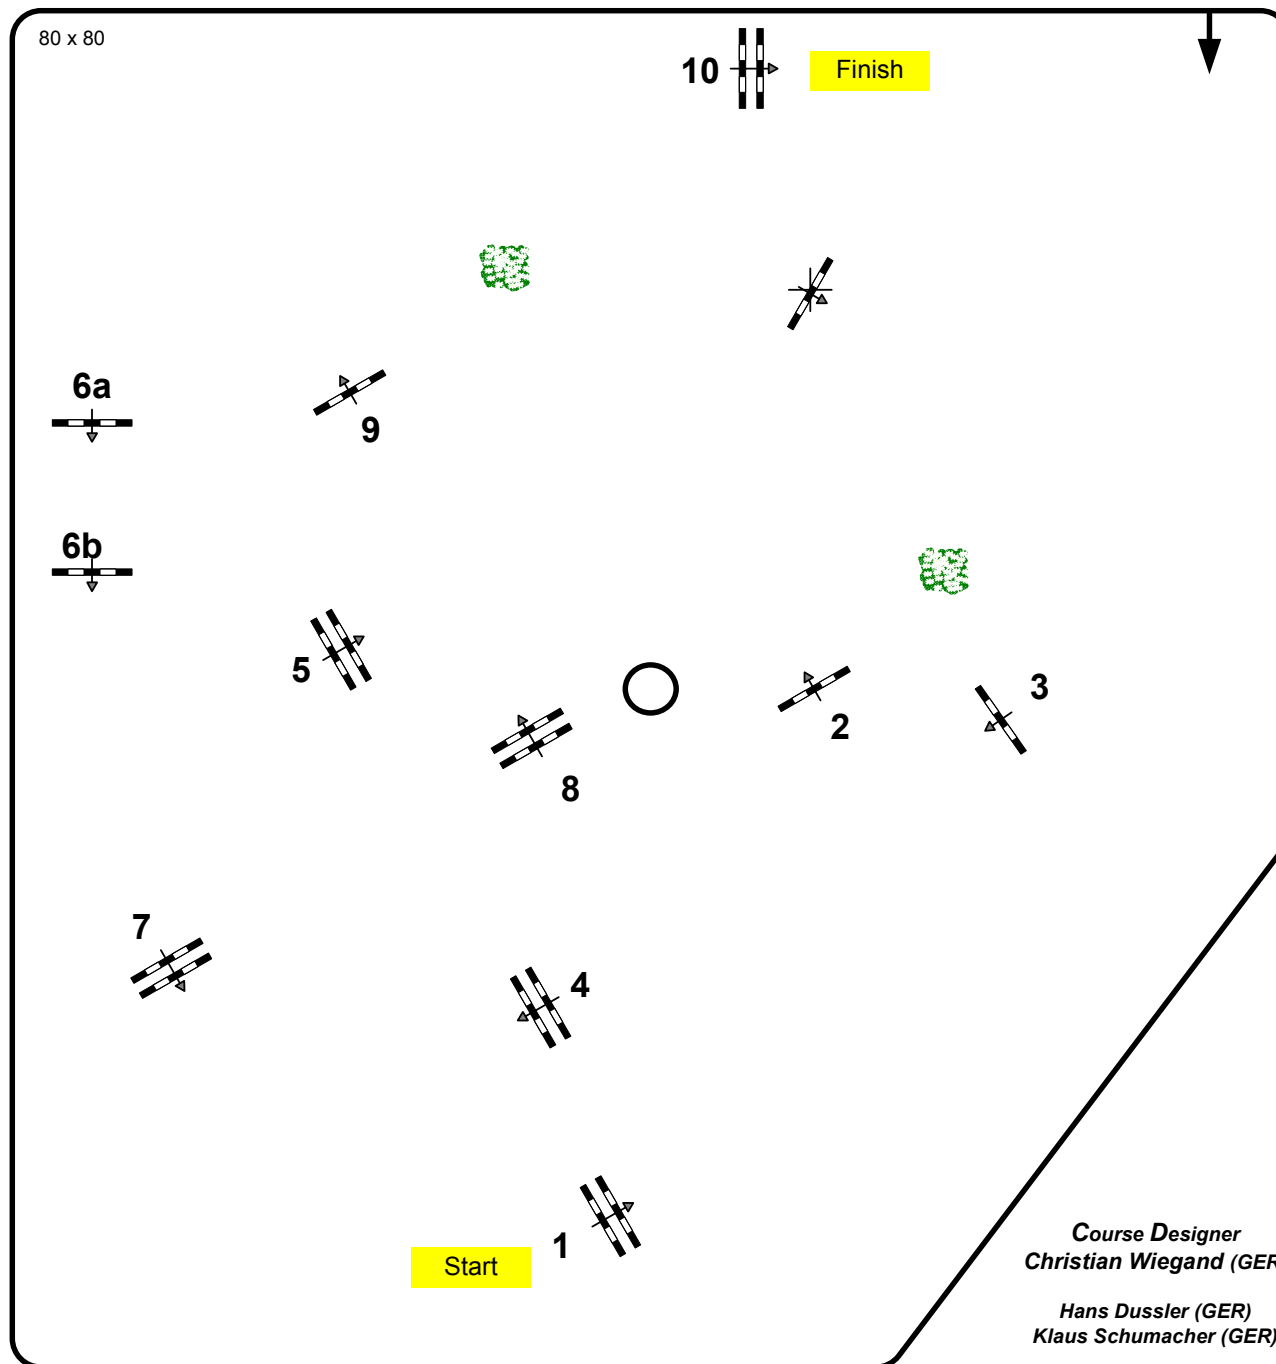 80 x 80
10
Finish
6a
9
6b
5
3
2
8
7
4
1
Start
Course Designer
Christian Wiegand (GER
Hans Dussler (GER)
Klaus Schumacher (GER)